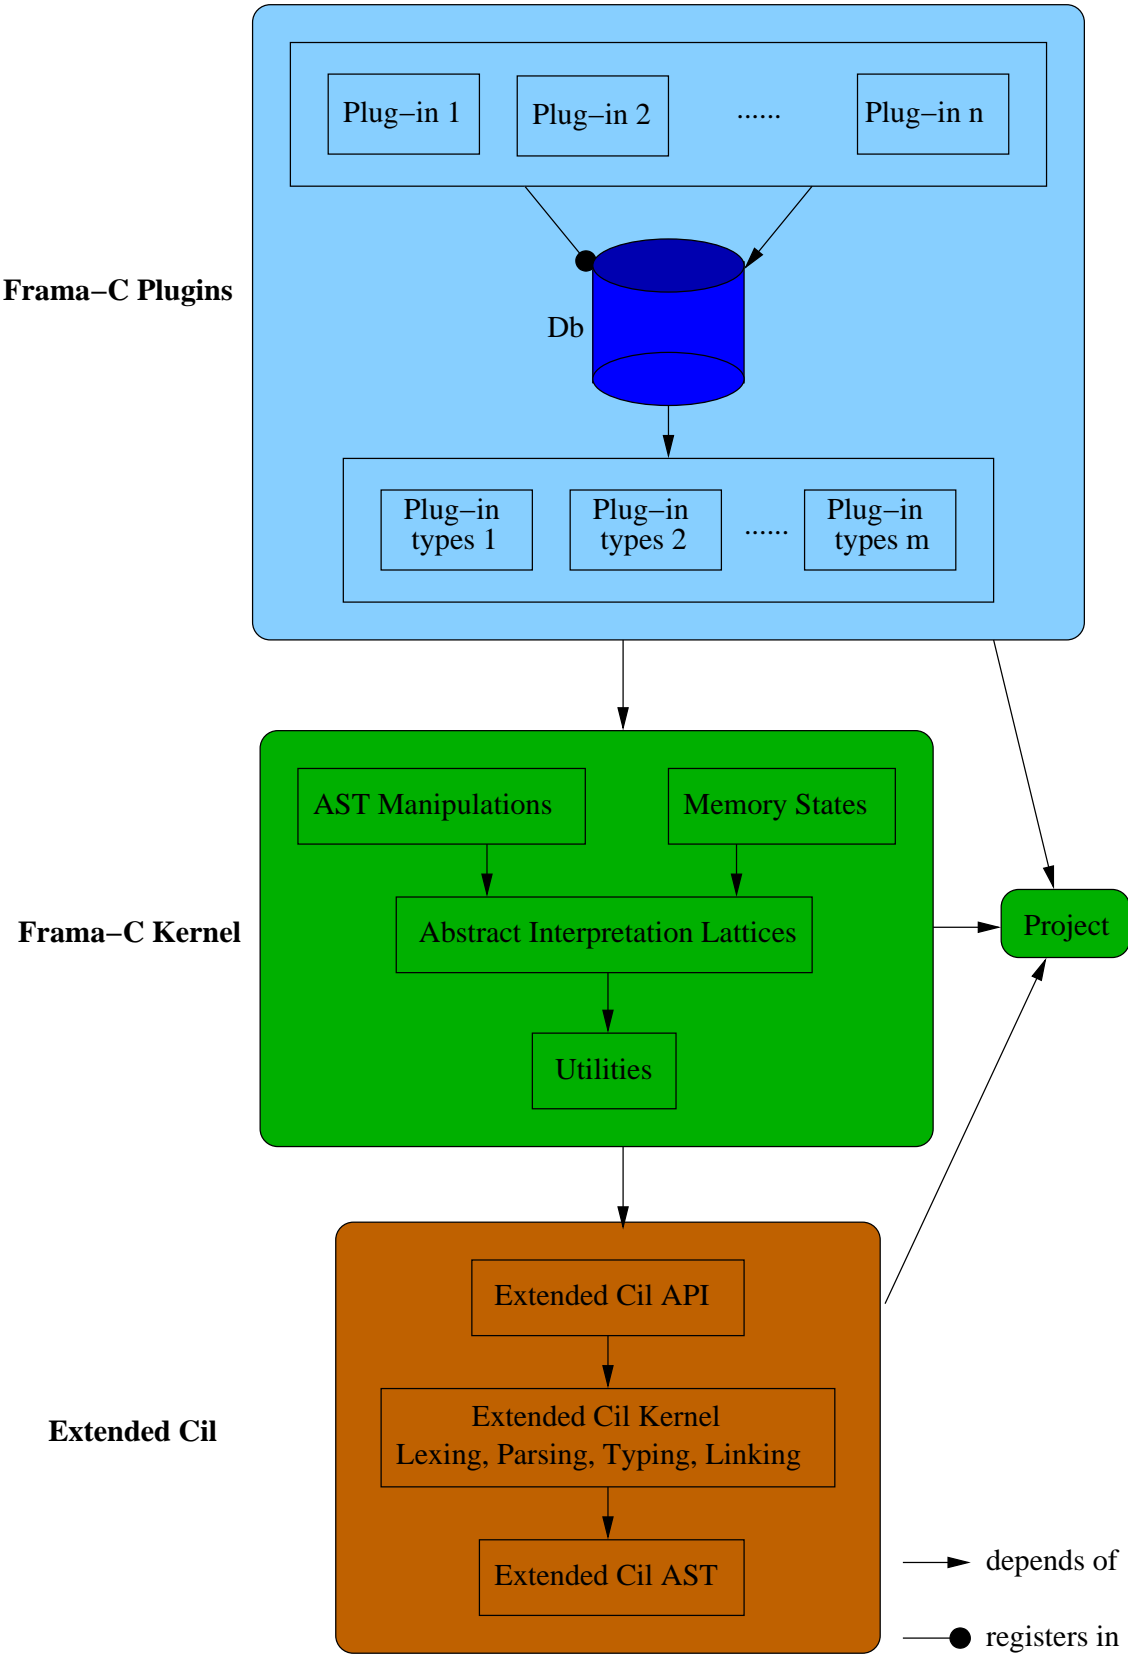 Plug−in 1
Plug−in 2
......
Plug−in n
Frama−C Plugins
Db
Plug−in
types 1
Plug−in
types 2
......
Plug−in
types m
AST Manipulations
Memory States
Frama−C Kernel
Abstract Interpretation Lattices
Project
Utilities
Extended Cil API
Extended Cil
Extended Cil Kernel
Lexing, Parsing, Typing, Linking
Extended Cil AST
depends of
registers in